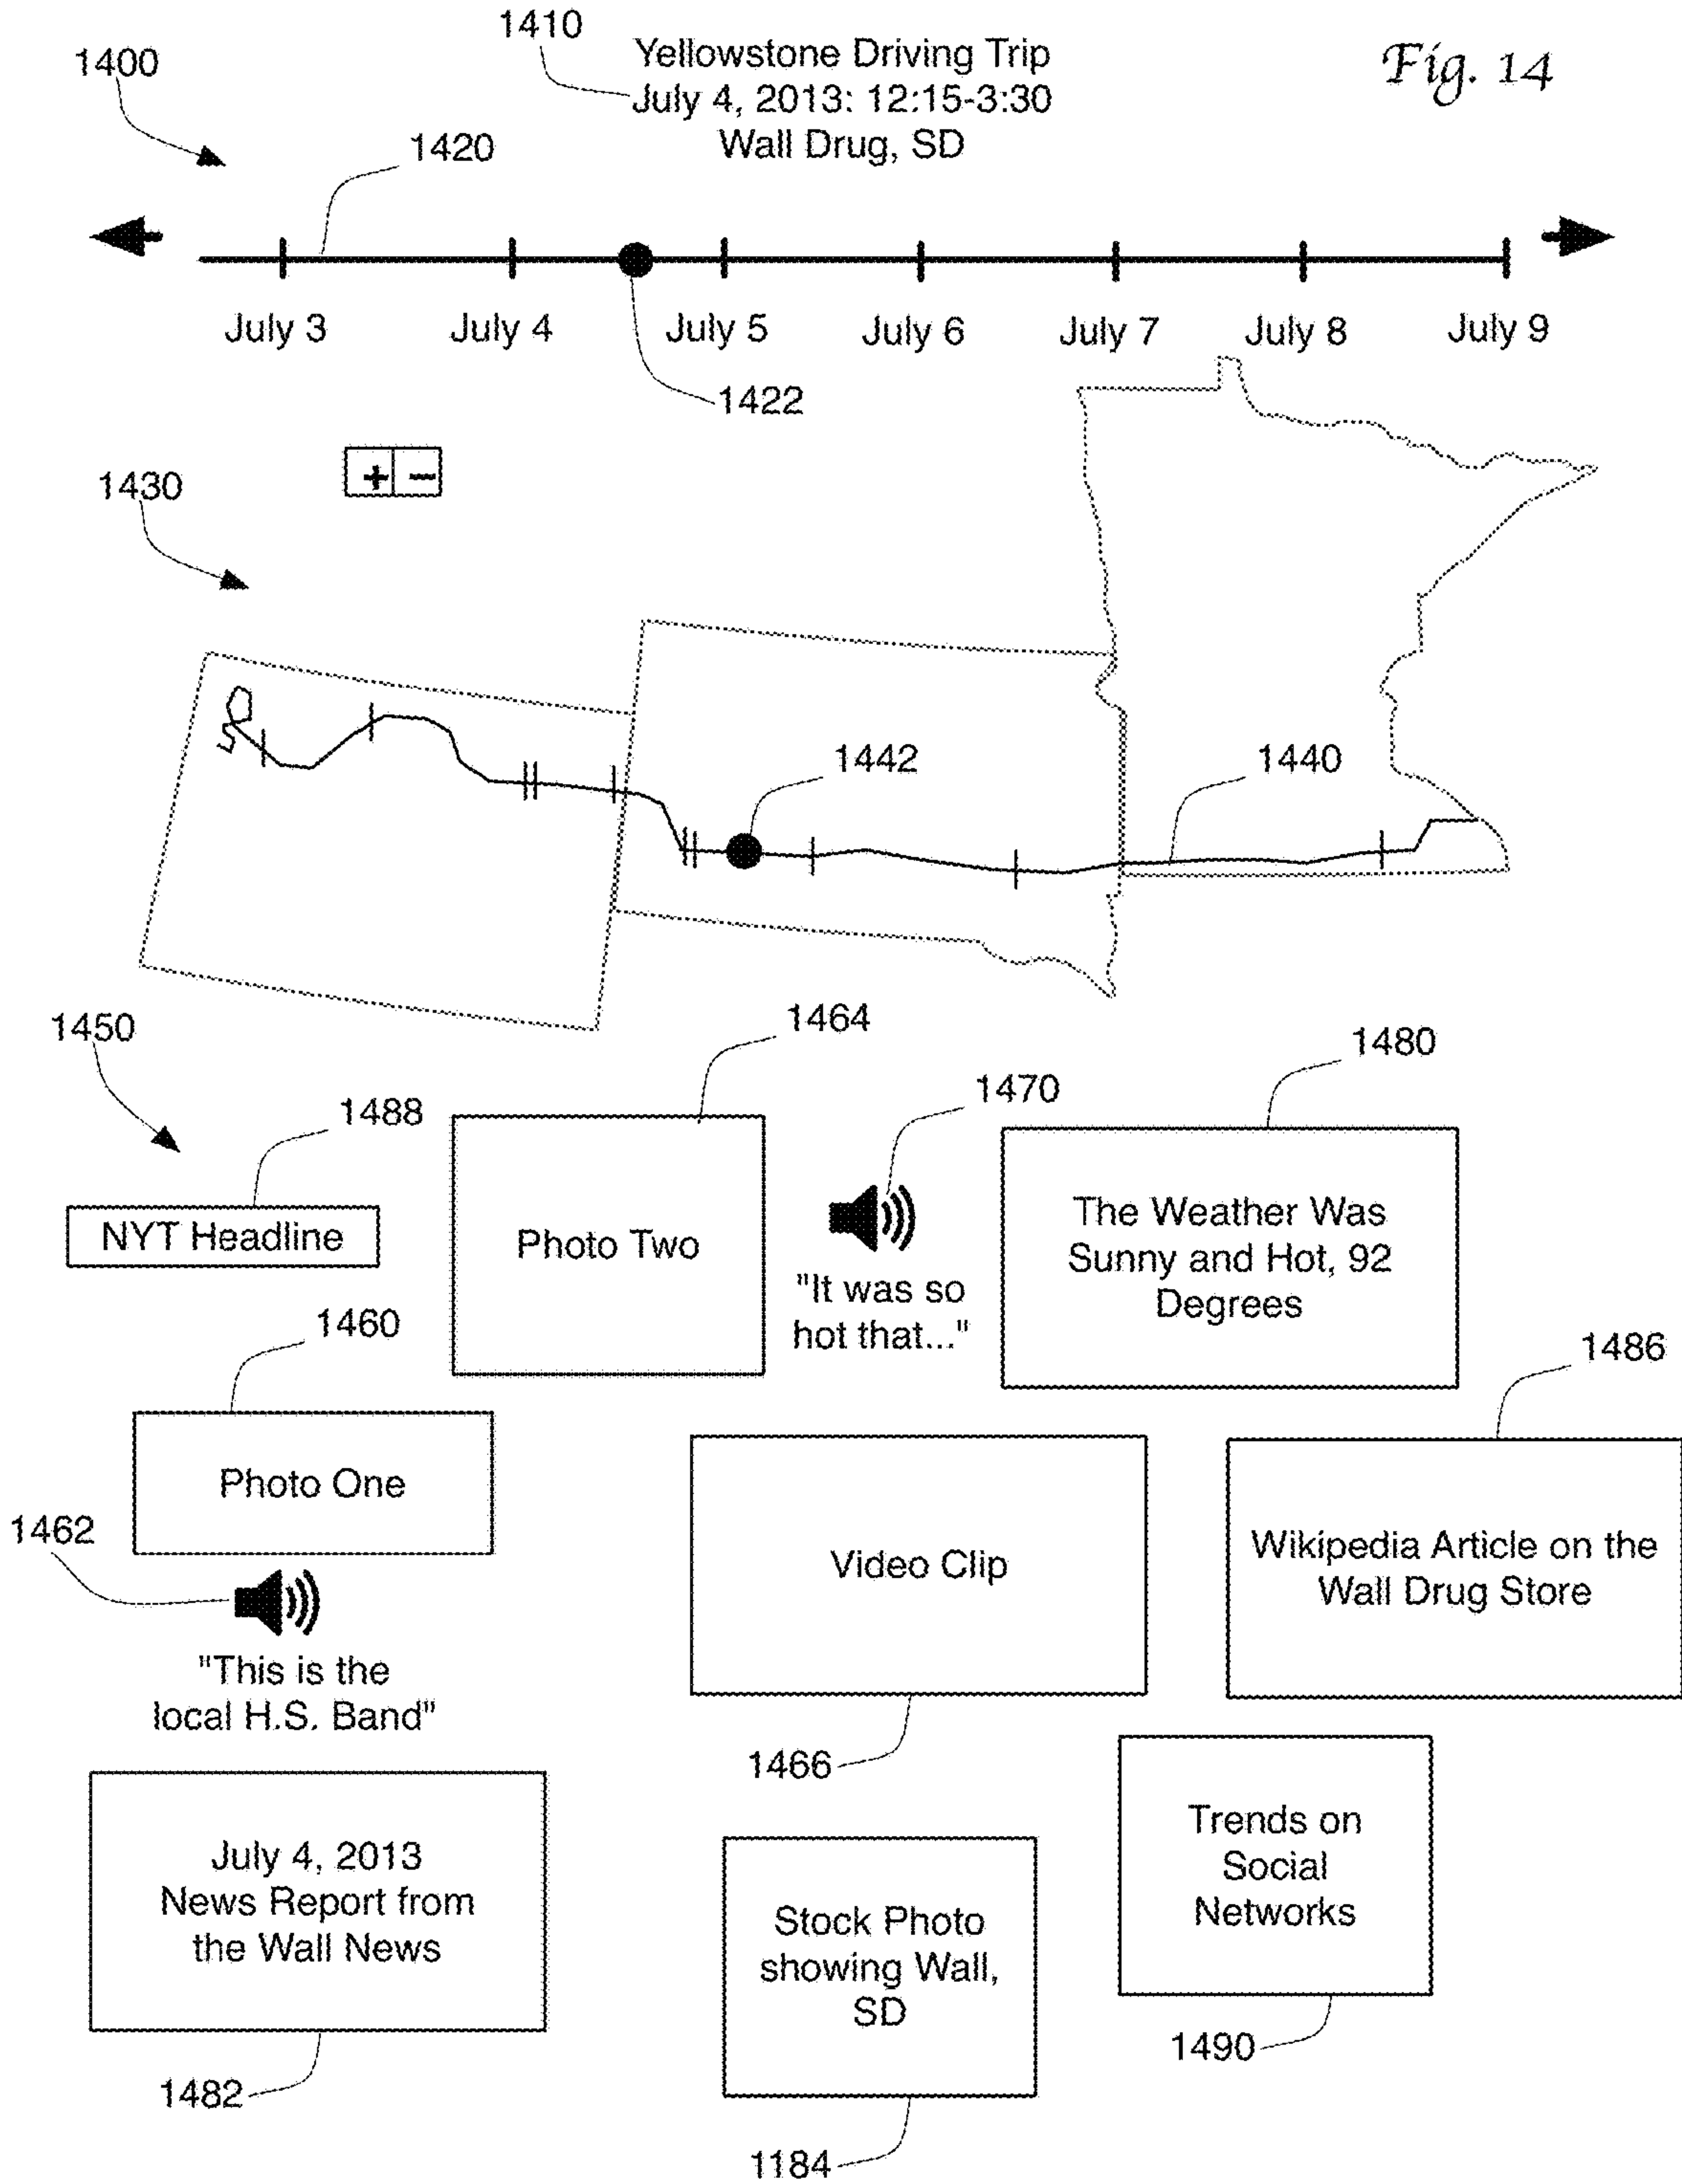 1410
Yellowstone Driving Trip
July 4, 2013: 12:15-3:30
Wall Drug, SD
Fig. 14
1400
1420
July 3
July 4
July 5
July 6
July 7
July 8
July 9
1422
+ −
1430
1442
1440
1450
1464
1480
1470
1488
NYT Headline
Photo Two
"It was so
hot that..."
The Weather Was
Sunny and Hot, 92
Degrees
1460
1486
Photo One
1462
"This is the
local H.S. Band"
Video Clip
1466
Wikipedia Article on the
Wall Drug Store
July 4, 2013
News Report from
the Wall News
1482
Stock Photo
showing Wall,
SD
1184
Trends on
Social
Networks
1490